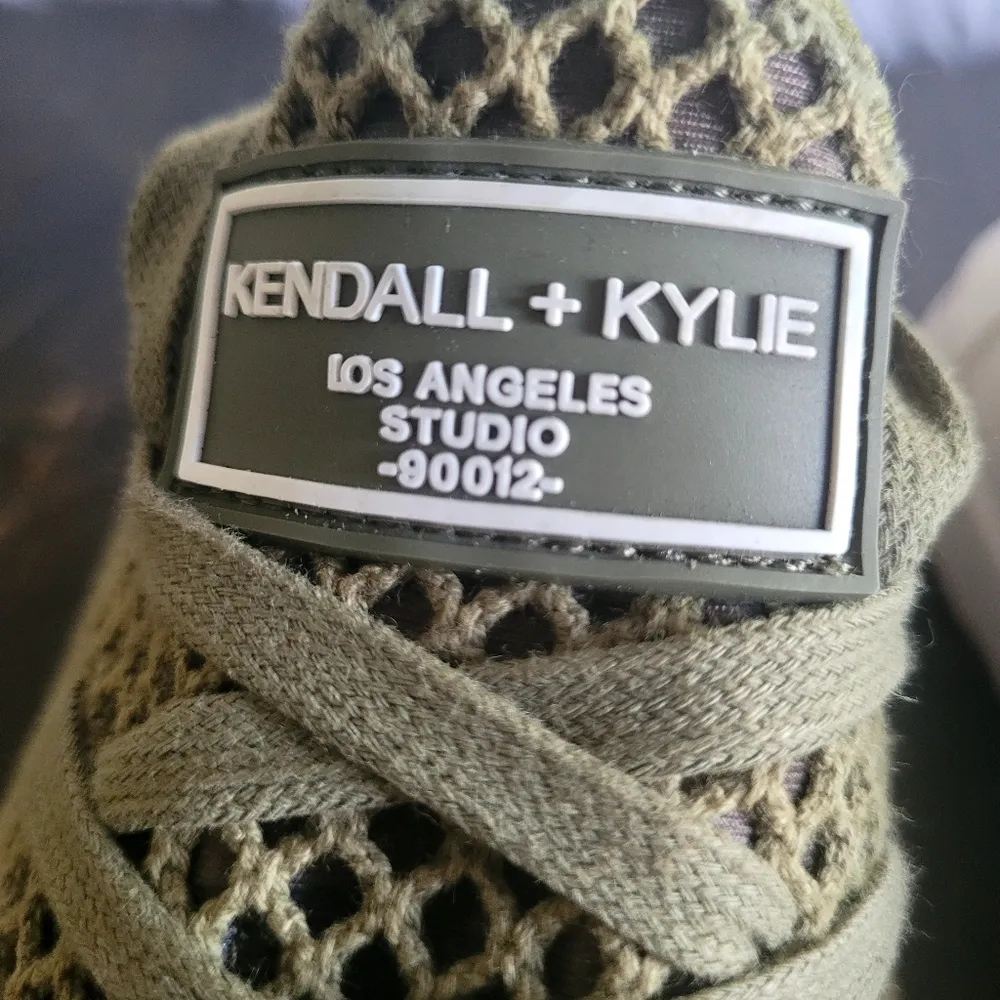 KENDALL + KYLIE
LOS ANGELES
STUDIO
-90012-